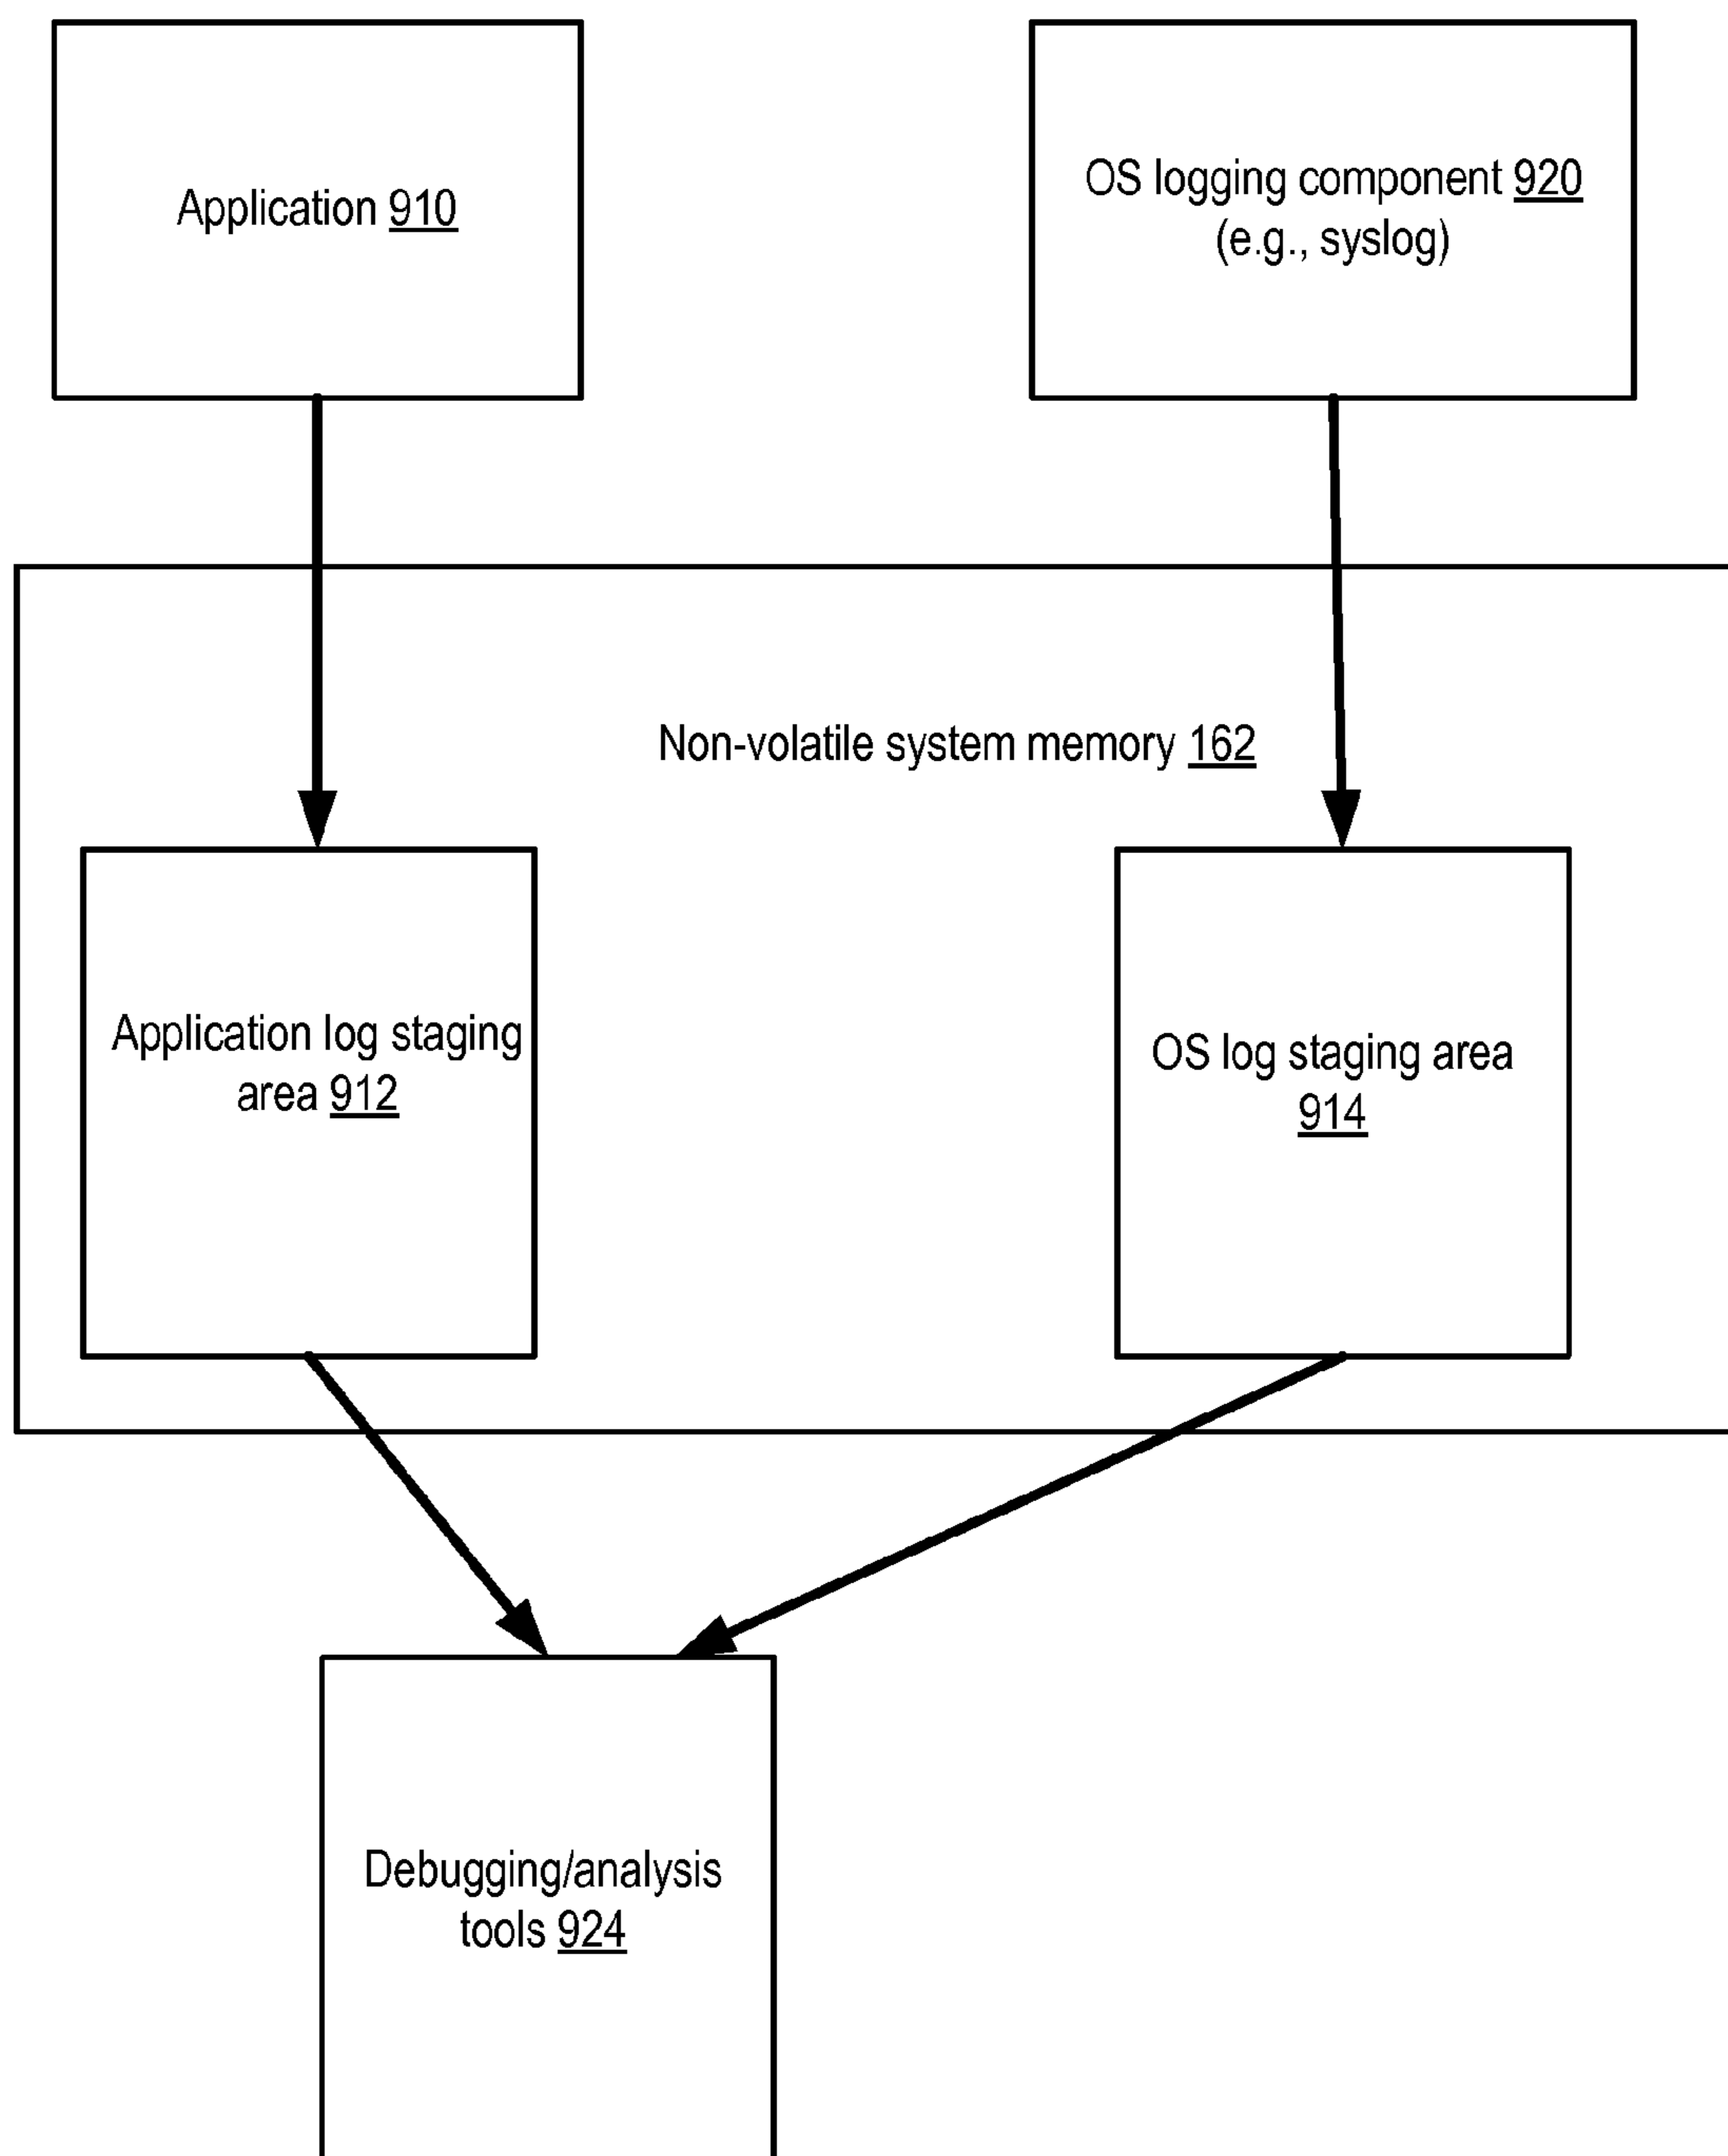 Application 910
OS logging component 920
(e.g., syslog)
Non-volatile system memory 162
Application log staging
area 912
OS log staging area
914
Debugging/analysis
tools 924